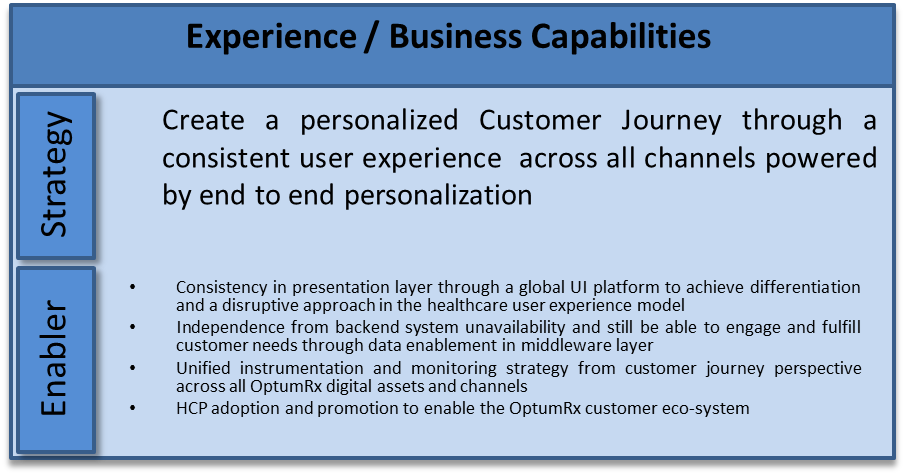 Experience / Business Capabilities
Strategy
Create a personalized Customer Journey through a
consistent user experience across all channels powered
by end to end personalization
Enabler
• Consistency in presentation layer through a global UI platform to achieve differentiation
and a disruptive approach in the healthcare user experience model
• Independence from backend system unavailability and still be able to engage and fulfill
customer needs through data enablement in middleware layer
• Unified instrumentation and monitoring strategy from customer journey perspective
across all OptumRx digital assets and channels
• HCP adoption and promotion to enable the OptumRx customer eco-system